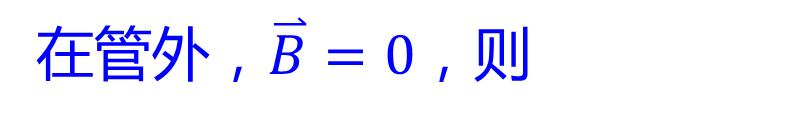 在管外，$\vec{B} = 0$，则